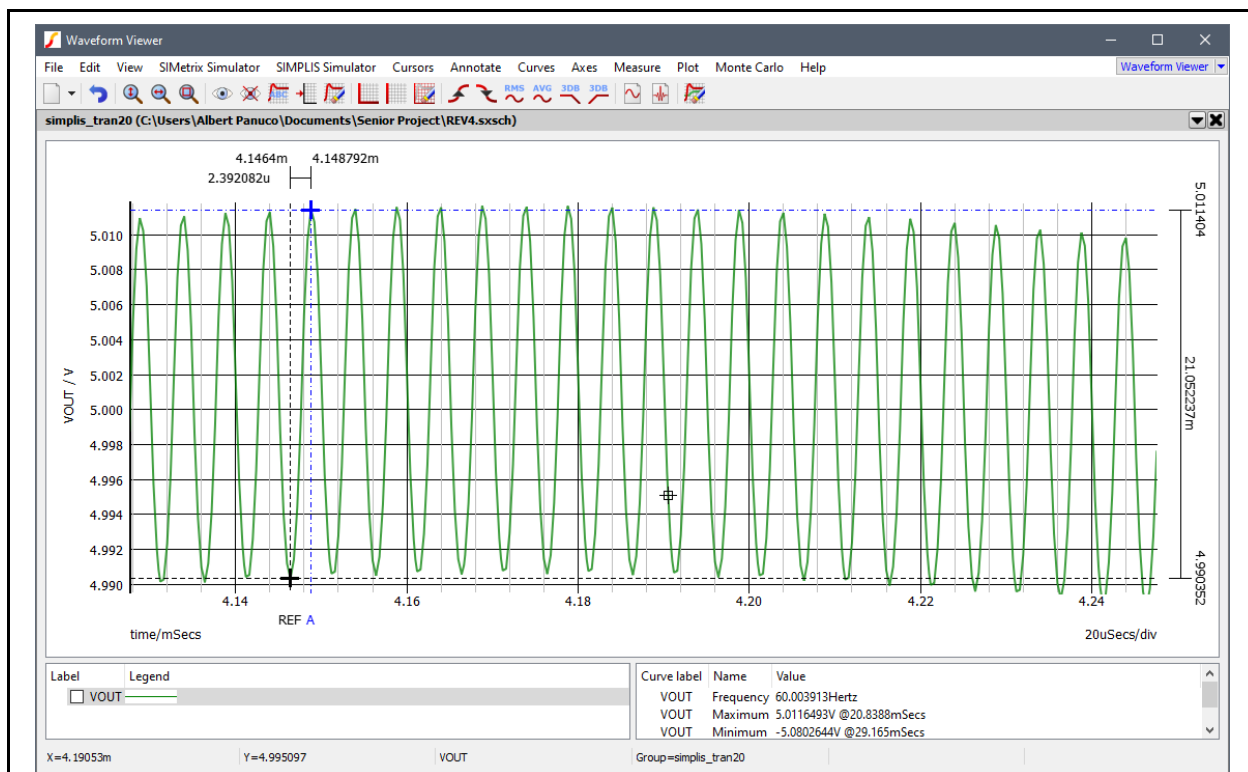 Waveform Viewer
File Edit View SIMetrix Simulator SIMPLIS Simulator Cursors Annotate Curves Axes Measure Plot Monte Carlo Help Waveform Viewer
ABC RMS AVG 3DB 3DB
simplis_tran20 (C:\Users\Albert Panuco\Documents\Senior Project\REV4.sxsch)
4.1464m 4.148792m
2.392082u
5.011404
5.010
5.008
5.006
5.004
21.052237m
5.002
VOUT / V
5.000
4.998
4.996
4.994
4.992
4.990352
4.990
4.14 4.16 4.18 4.20 4.22 4.24
REF A
time/mSecs 20uSecs/div
Label Legend
VOUT
Curve label Name Value
VOUT Frequency 60.003913Hertz
VOUT Maximum 5.0116493V @20.8388mSecs
VOUT Minimum -5.0802644V @29.165mSecs
X=4.19053m Y=4.995097 VOUT Group=simplis_tran20